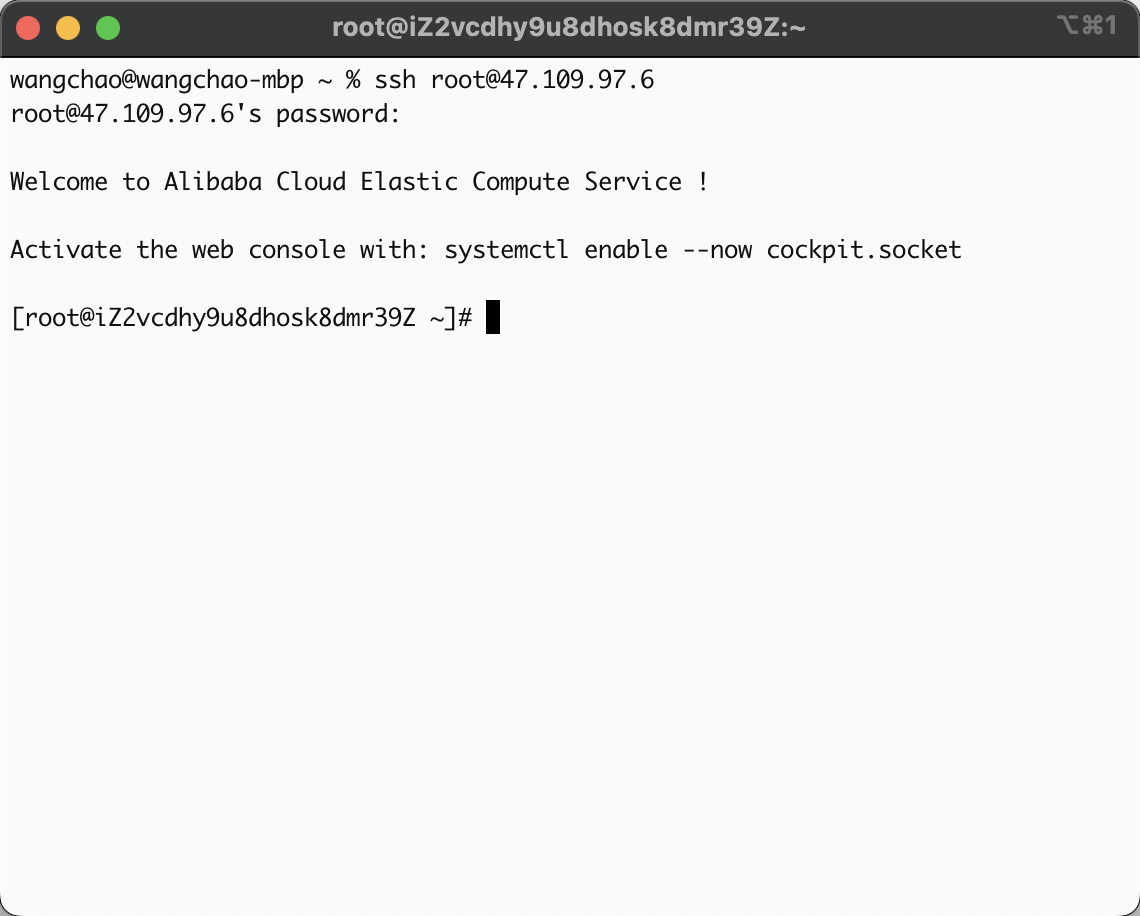 root@iZ2vcdhy9u8dhosk8dmr39Z:~ ⌥⌘1
wangchao@wangchao-mbp ~ % ssh root@47.109.97.6
root@47.109.97.6's password:
Welcome to Alibaba Cloud Elastic Compute Service !
Activate the web console with: systemctl enable --now cockpit.socket
[root@iZ2vcdhy9u8dhosk8dmr39Z ~]#